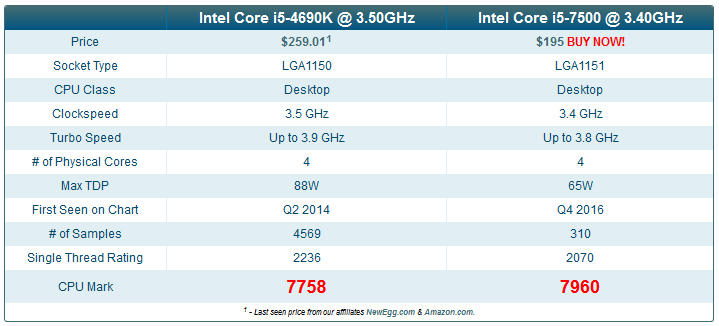 Intel Core i5-4690K @ 3.50GHz Intel Core i5-7500 @ 3.40GHz
Price $259.01¹ $195 BUY NOW!
Socket Type LGA1150 LGA1151
CPU Class Desktop Desktop
Clockspeed 3.5 GHz 3.4 GHz
Turbo Speed Up to 3.9 GHz Up to 3.8 GHz
# of Physical Cores 4 4
Max TDP 88W 65W
First Seen on Chart Q2 2014 Q4 2016
# of Samples 4569 310
Single Thread Rating 2236 2070
CPU Mark 7758 7960
¹ - Last seen price from our affiliates NewEgg.com & Amazon.com.